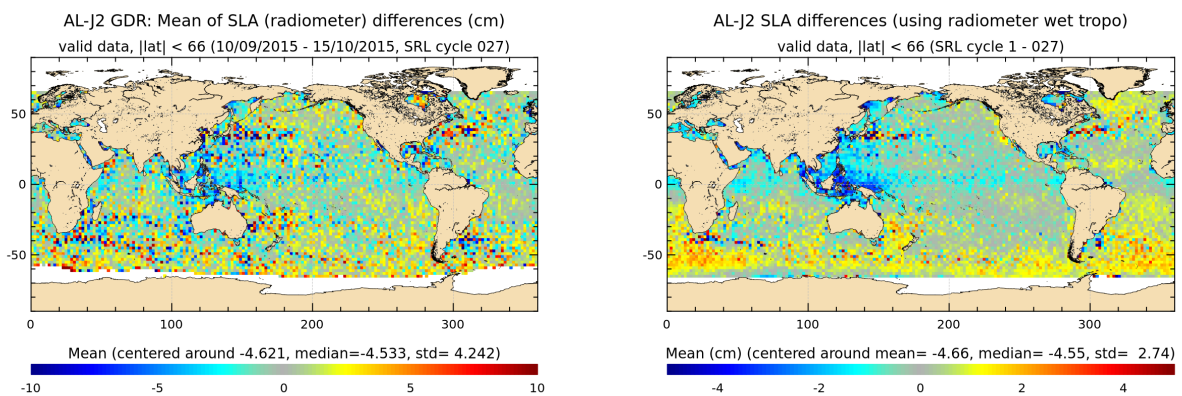 AL-J2 GDR: Mean of SLA (radiometer) differences (cm)
valid data, |lat| < 66 (10/09/2015 - 15/10/2015, SRL cycle 027)
50
0
-50
0 100 200 300
Mean (centered around -4.621, median=-4.533, std= 4.242)
-10 -5 0 5 10
AL-J2 SLA differences (using radiometer wet tropo)
valid data, |lat| < 66 (SRL cycle 1 - 027)
50
0
-50
0 100 200 300
Mean (cm) (centered around mean= -4.66, median= -4.55, std= 2.74)
-4 -2 0 2 4